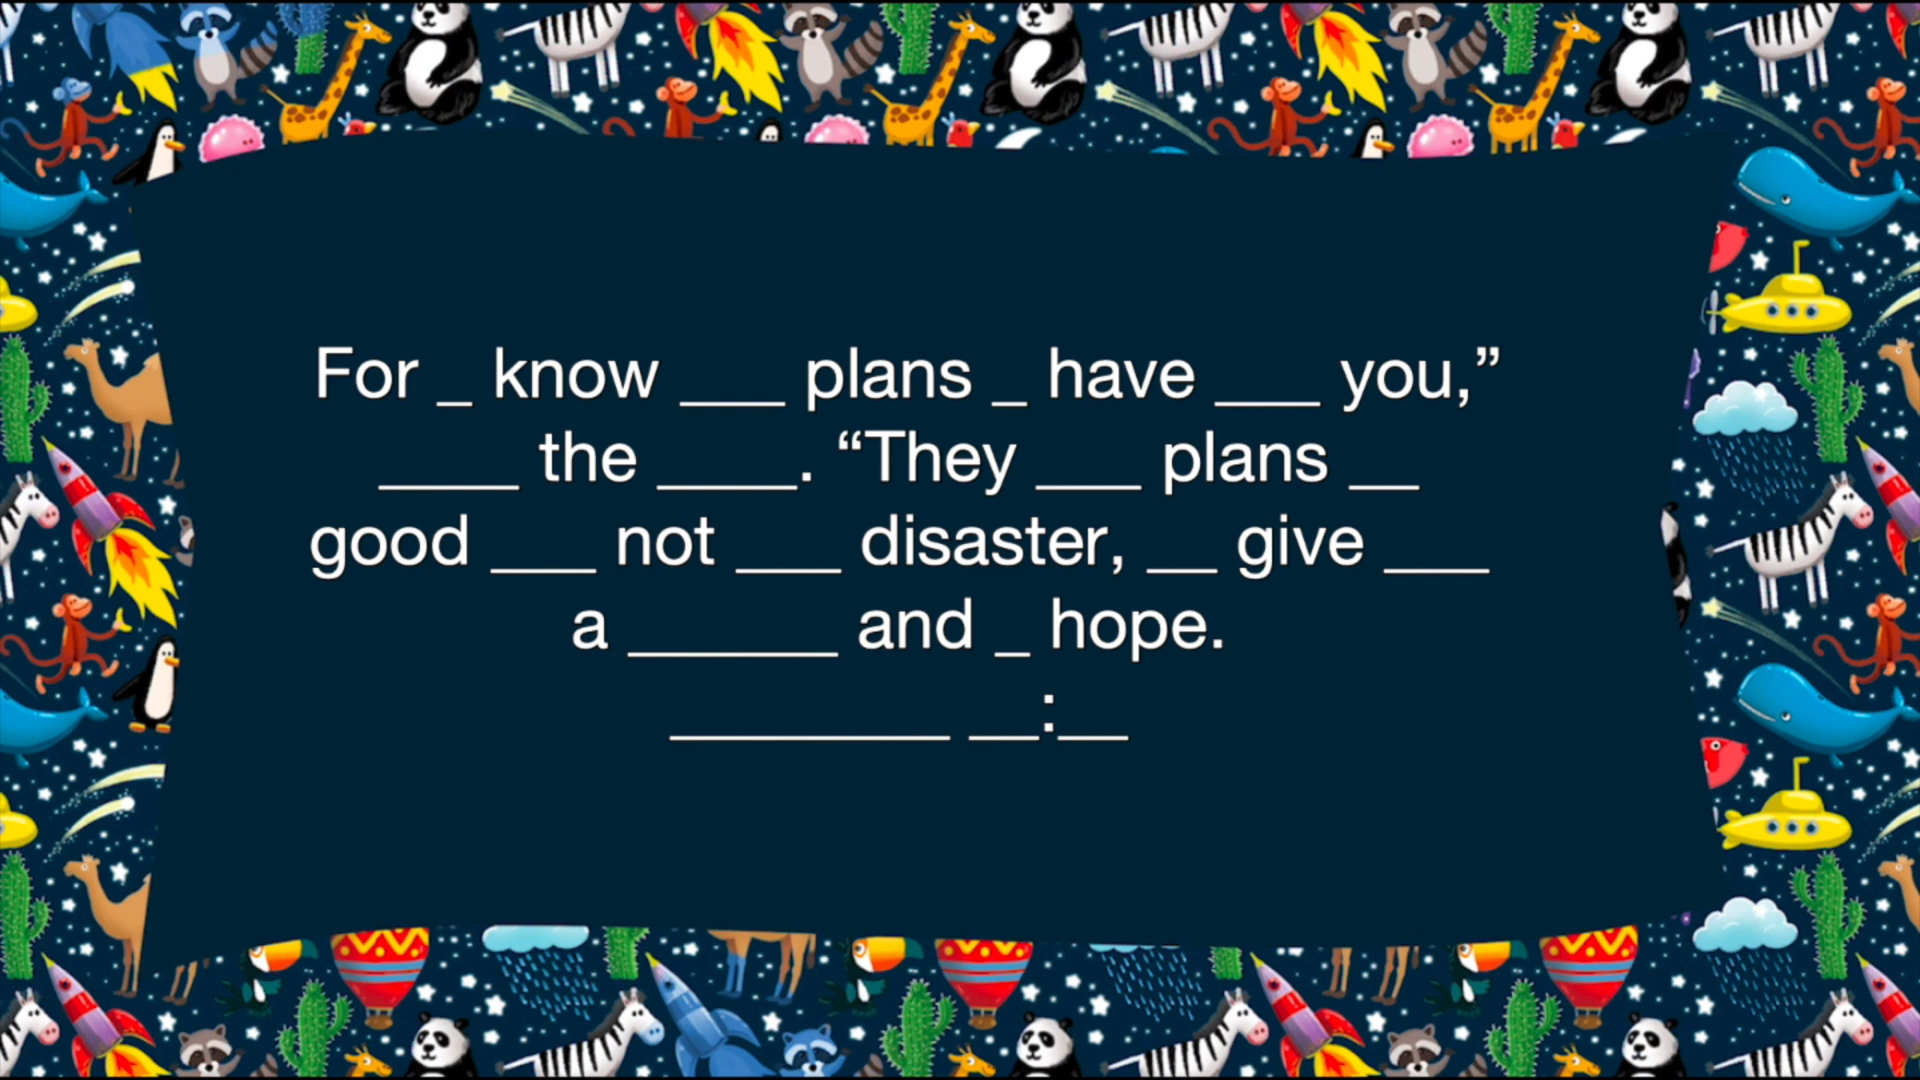 For _ know ___ plans _ have ___ you,”
____ the ____. “They ___ plans __
good ___ not ___ disaster, __ give ___
a ______ and _ hope.
________ __:__